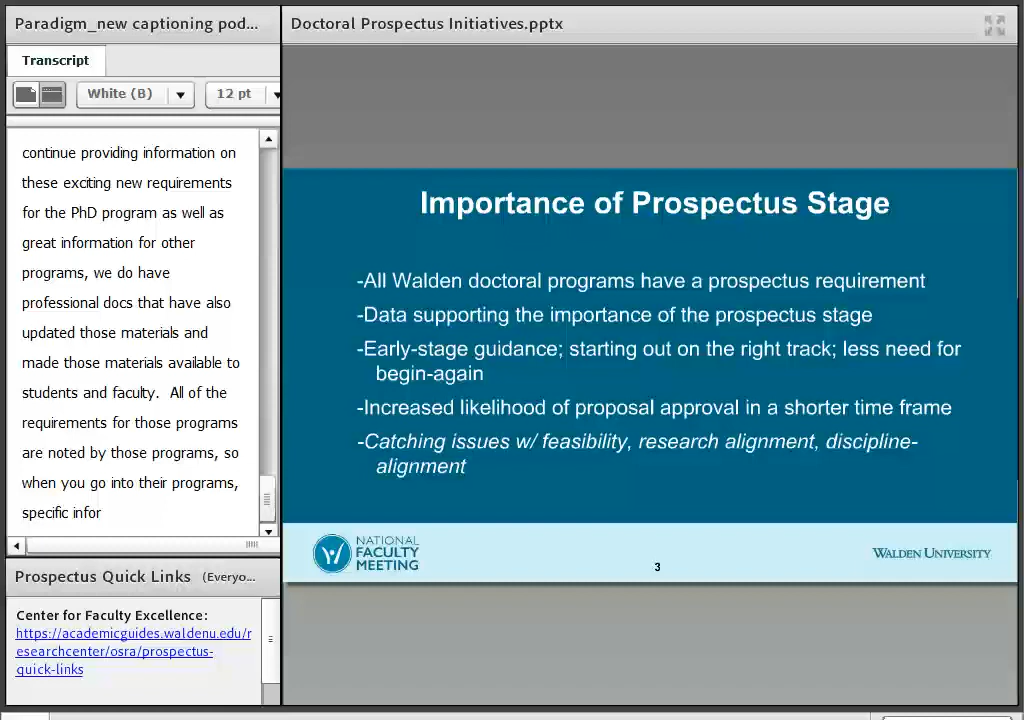 Paradigm_new captioning pod...
Transcript
White (B)
12 pt
continue providing information on
these exciting new requirements
for the PhD program as well as
great information for other
programs, we do have
professional docs that have also
updated those materials and
made those materials available to
students and faculty.  All of the
requirements for those programs
are noted by those programs, so
when you go into their programs,
specific infor
Prospectus Quick Links (Everyo...
Center for Faculty Excellence:
https://academicguides.waldenu.edu/r
esearchcenter/osra/prospectus-
quick-links
Doctoral Prospectus Initiatives.pptx
Importance of Prospectus Stage
-All Walden doctoral programs have a prospectus requirement
-Data supporting the importance of the prospectus stage
-Early-stage guidance; starting out on the right track; less need for
begin-again
-Increased likelihood of proposal approval in a shorter time frame
-Catching issues w/ feasibility, research alignment, discipline-
alignment
NATIONAL
FACULTY
MEETING
3
WALDEN UNIVERSITY